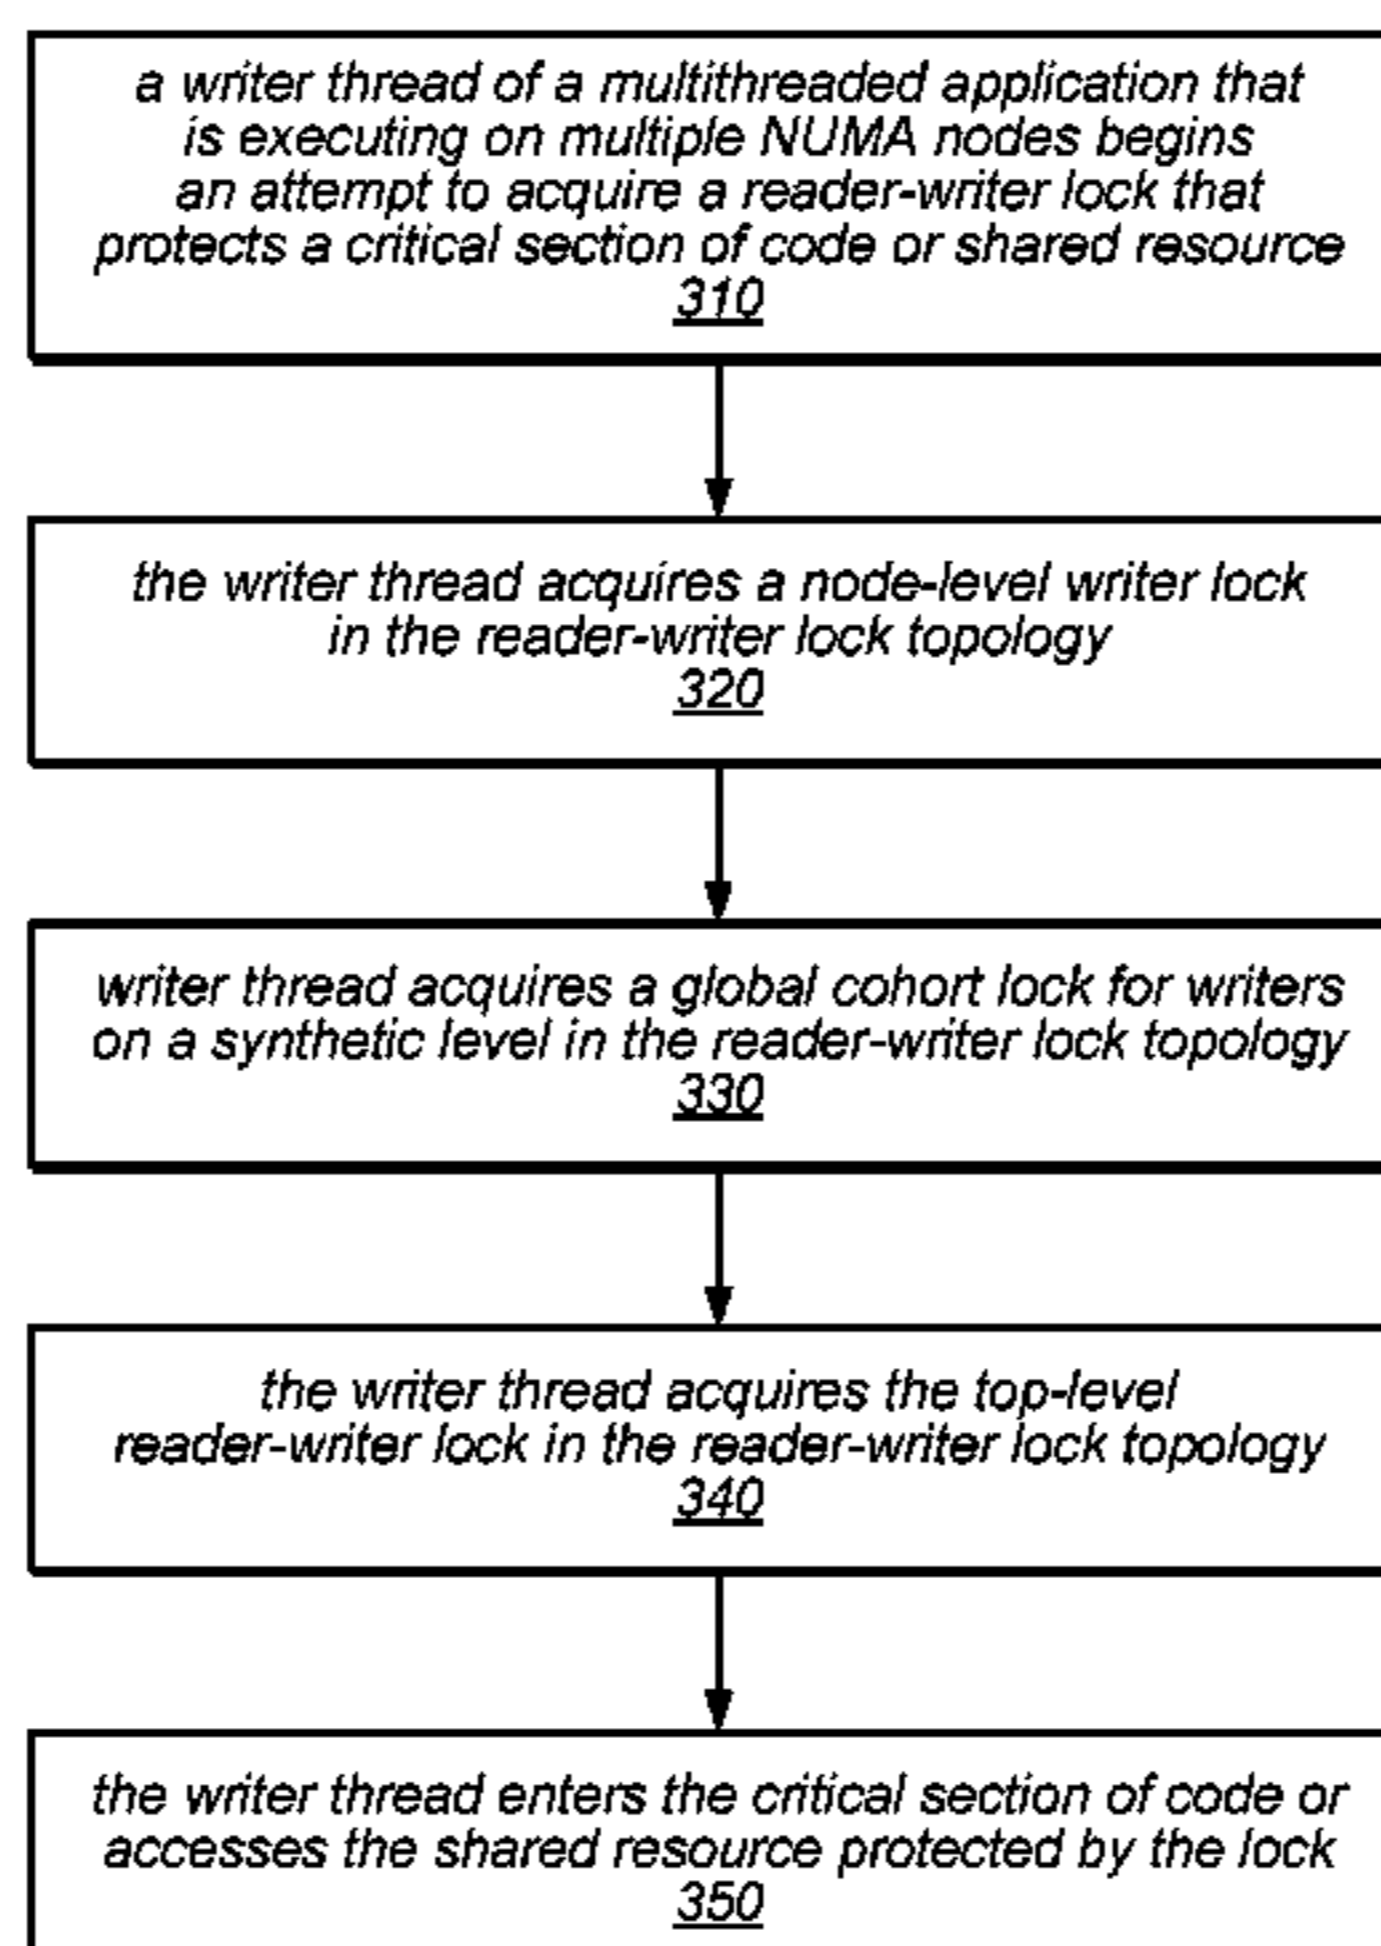 a writer thread of a multithreaded application that
is executing on multiple NUMA nodes begins
an attempt to acquire a reader-writer lock that
protects a critical section of code or shared resource
310
the writer thread acquires a node-level writer lock
in the reader-writer lock topology
320
writer thread acquires a global cohort lock for writers
on a synthetic level in the reader-writer lock topology
330
the writer thread acquires the top-level
reader-writer lock in the reader-writer lock topology
340
the writer thread enters the critical section of code or
accesses the shared resource protected by the lock
350